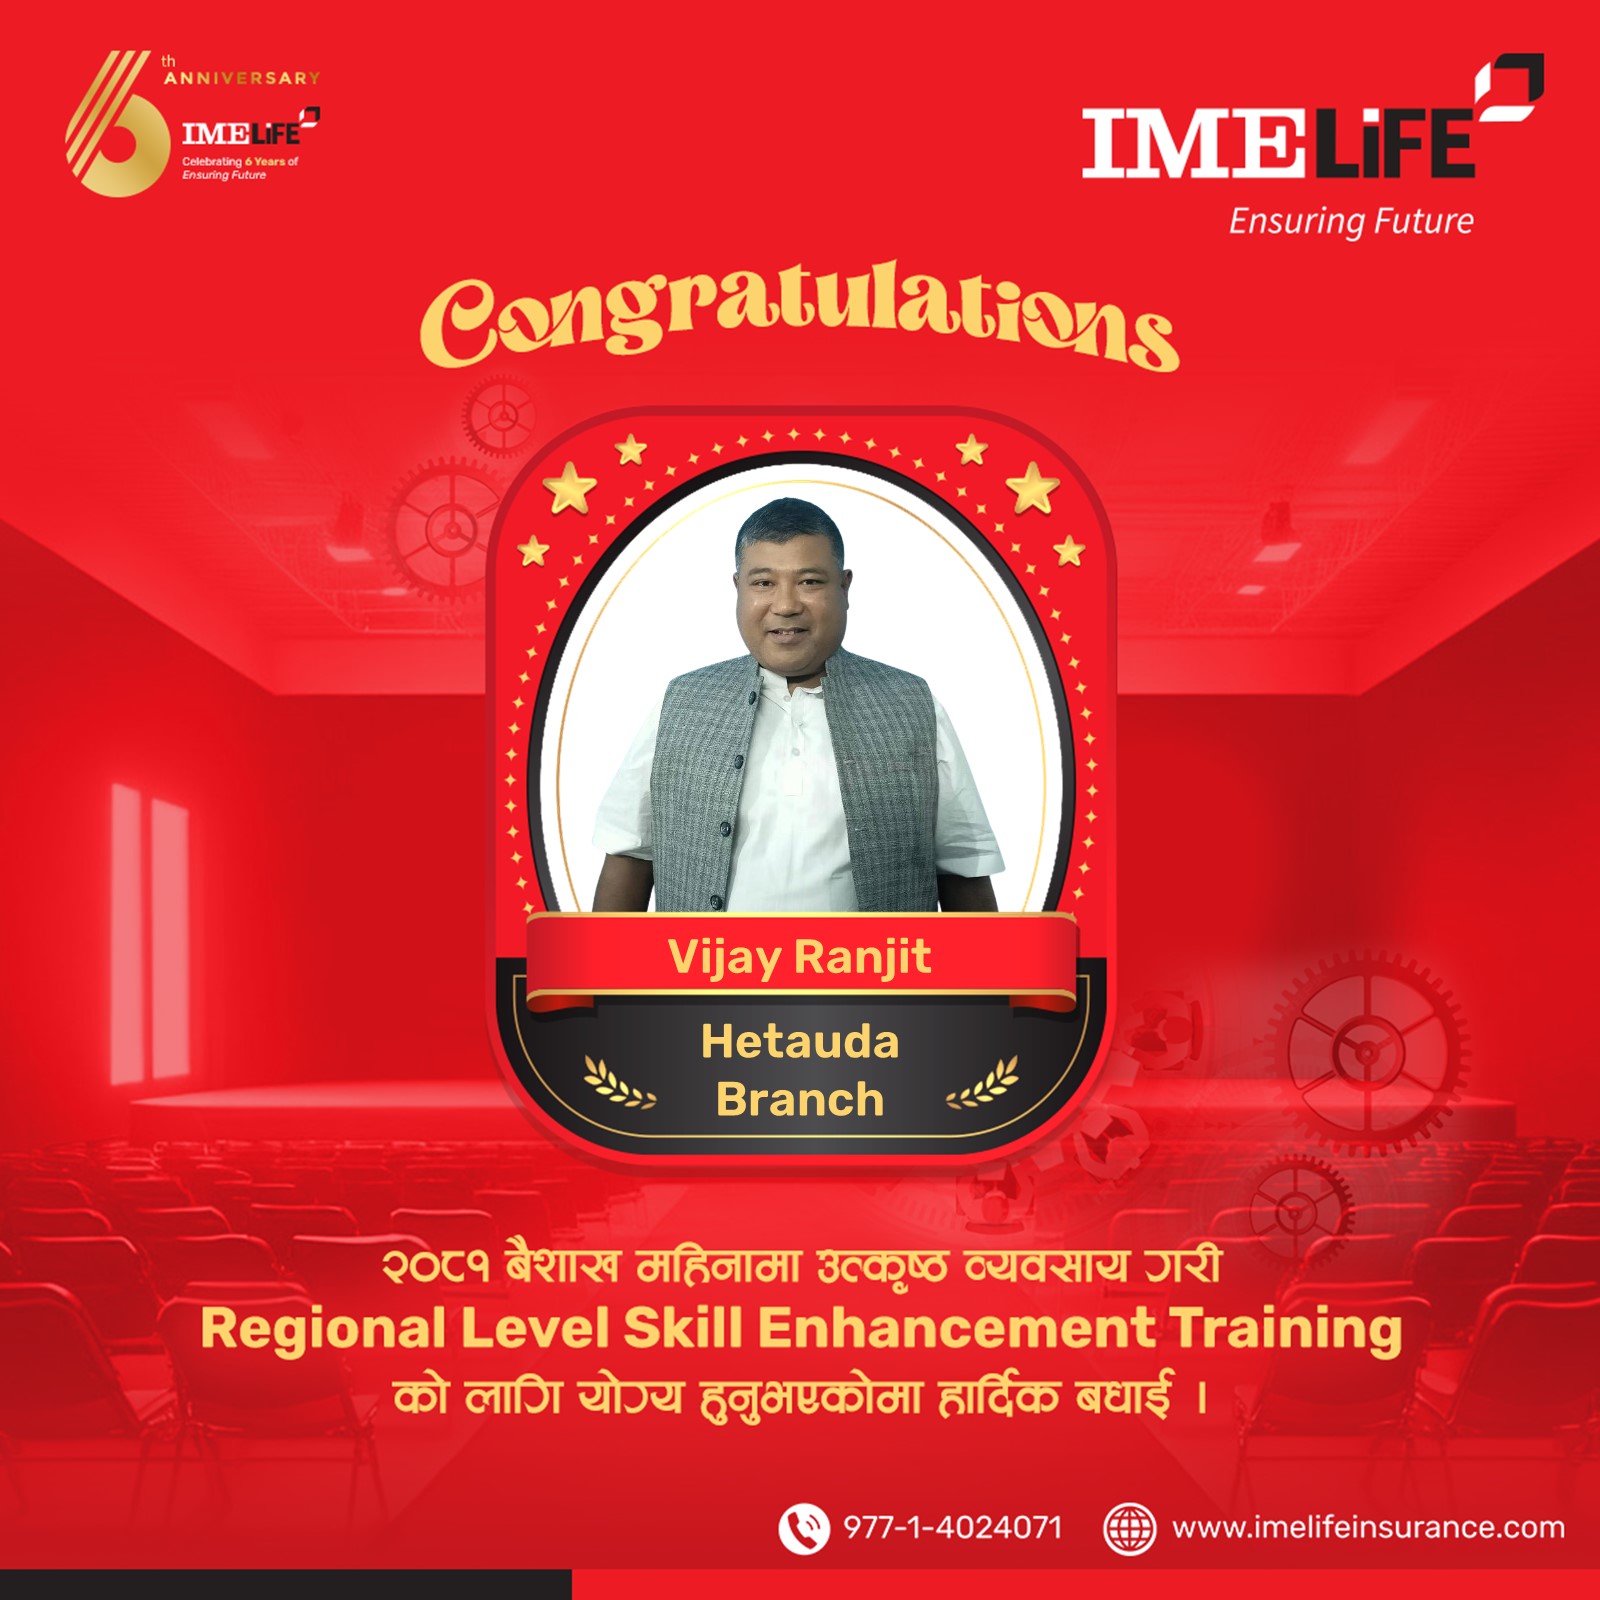 6th
ANNIVERSARY
IMELiFE
Celebrating 6 Years of
Ensuring Future
IMELiFE
Ensuring Future
Congratulations
Vijay Ranjit
Hetauda
Branch
२०८१ बैशाख महिनामा उत्कृष्ठ व्यवसाय गरी
Regional Level Skill Enhancement Training
को लागि योग्य हुनुभएकोमा हार्दिक बधाई ।
977-1-4024071
www.imelifeinsurance.com